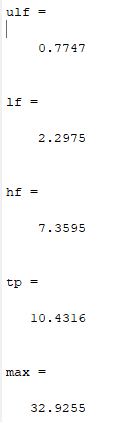 ulf =
0.7747
lf =
2.2975
hf =
7.3595
tp =
10.4316
max =
32.9255